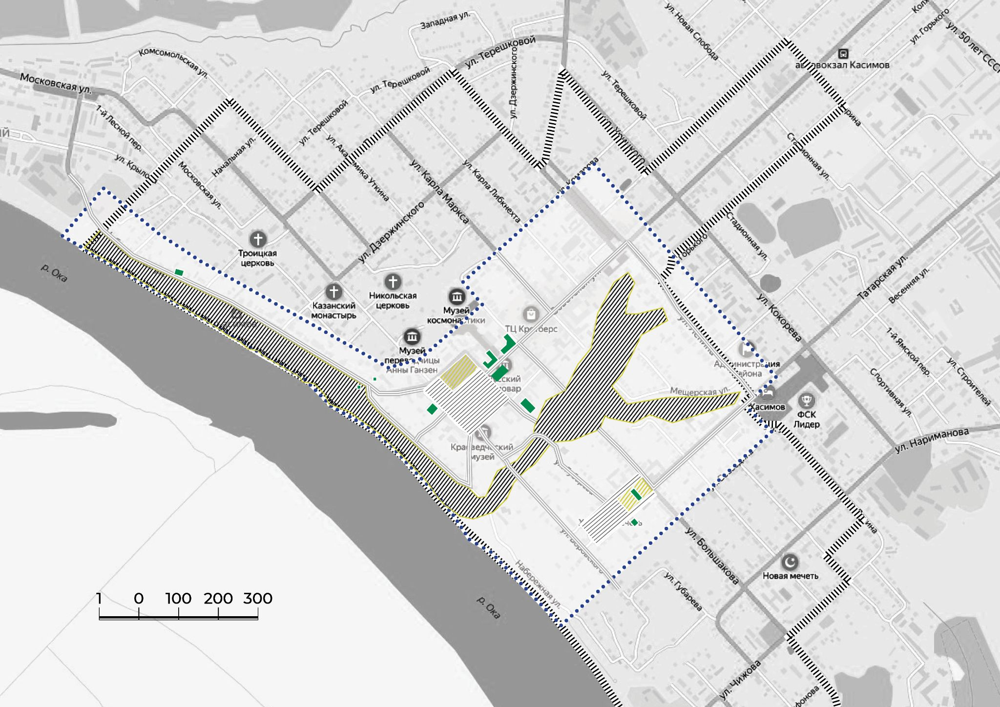 Западная ул.
ул. Новая Слобода
ул. Горького
ул. 50 лет СССР
автовокзал Касимов
Комсомольская ул.
ул. Терешковой
ул. Дзержинского
ул. Терешковой
ул. Терешковой
Московская ул.
1-й Лесной пер.
ул. Терешковой
ул. Крыло
Начальная ул.
Московская ул.
ул. Карла Маркса
ул. Карла Либкнехта
Стадионная ул.
Стадионная ул.
ул. Дзержинского
Горького
Троицкая
церковь
р. Ока
Казанский
монастырь
Никольская
церковь
Музей
космонавтики
ТЦ Кронберс
Татарская ул.
Весенняя ул.
ул. Кокорева
ул. Ленина
1-й Ямской пер.
ул. Строителей
Спортивная ул.
Музей
переводчицы
Анны Ганзен
Администрация
района
Мещерская ул.
Касимов
ФСК
Лидер
Краеведческий
музей
ул. Нариманова
ул. Большакова
Новая мечеть
Набережная ул.
ул. Губарева
р. Ока
ул. Чижова
1 0 100 200 300